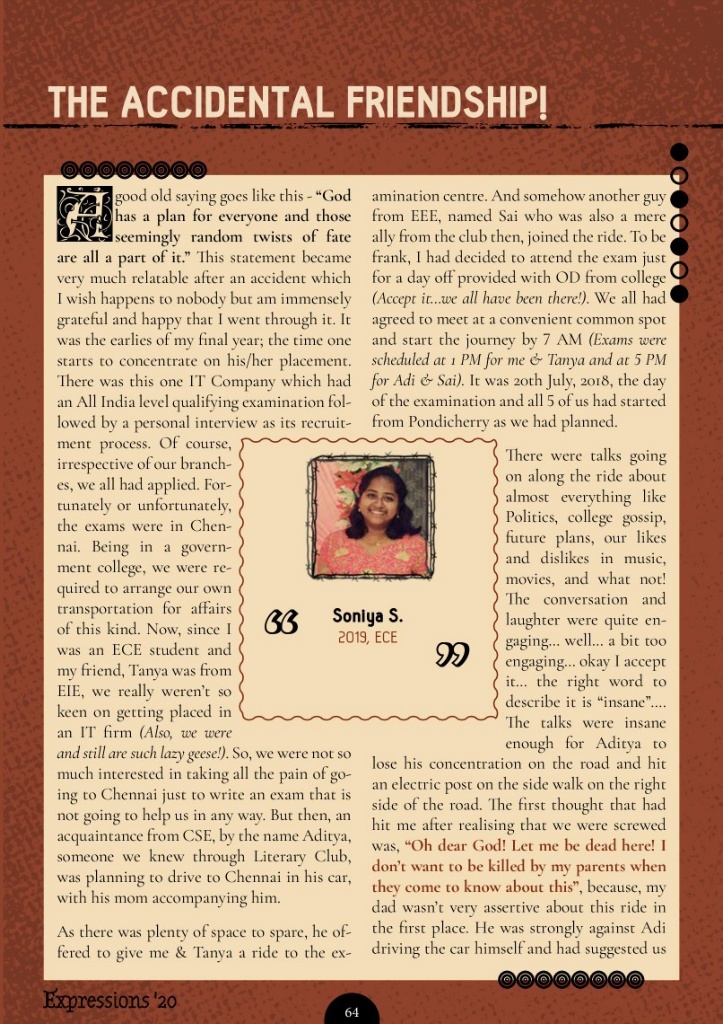 THE ACCIDENTAL FRIENDSHIP!
A good old saying goes like this - “God
has a plan for everyone and those
seemingly random twists of fate
are all a part of it.” This statement became
very much relatable after an accident which
I wish happens to nobody but am immensely
grateful and happy that I went through it. It
was the earlies of my final year; the time one
starts to concentrate on his/her placement.
There was this one IT Company which had
an All India level qualifying examination fol-
lowed by a personal interview as its recruit-
ment process. Of course,
irrespective of our branch-
es, we all had applied. For-
tunately or unfortunately,
the exams were in Chen-
nai. Being in a govern-
ment college, we were re-
quired to arrange our own
transportation for affairs
of this kind. Now, since I
was an ECE student and
my friend, Tanya was from
EIE, we really weren't so
keen on getting placed in
an IT firm (Also, we were
and still are such lazy geese!). So, we were not so
much interested in taking all the pain of go-
ing to Chennai just to write an exam that is
not going to help us in any way. But then, an
acquaintance from CSE, by the name Aditya,
someone we knew through Literary Club,
was planning to drive to Chennai in his car,
with his mom accompanying him.
As there was plenty of space to spare, he of-
fered to give me & Tanya a ride to the ex-
amination centre. And somehow another guy
from EEE, named Sai who was also a mere
ally from the club then, joined the ride. To be
frank, I had decided to attend the exam just
for a day off provided with OD from college
(Accept it...we all have been there!). We all had
agreed to meet at a convenient common spot
and start the journey by 7 AM (Exams were
scheduled at 1 PM for me & Tanya and at 5 PM
for Adi & Sai). It was 20th July, 2018, the day
of the examination and all 5 of us had started
from Pondicherry as we had planned.
There were talks going
on along the ride about
almost everything like
Politics, college gossip,
future plans, our likes
and dislikes in music,
movies, and what not!
The conversation and
laughter were quite en-
gaging... well... a bit too
engaging... okay I accept
it... the right word to
describe it is “insane”....
The talks were insane
enough for Aditya to
lose his concentration on the road and hit
an electric post on the side walk on the right
side of the road. The first thought that had
hit me after realising that we were screwed
was, “Oh dear God! Let me be dead here! I
don't want to be killed by my parents when
they come to know about this”, because, my
dad wasn't very assertive about this ride in
the first place. He was strongly against Adi
driving the car himself and had suggested us
“
Soniya S.
2019, ECE
”
Expressions '20
64